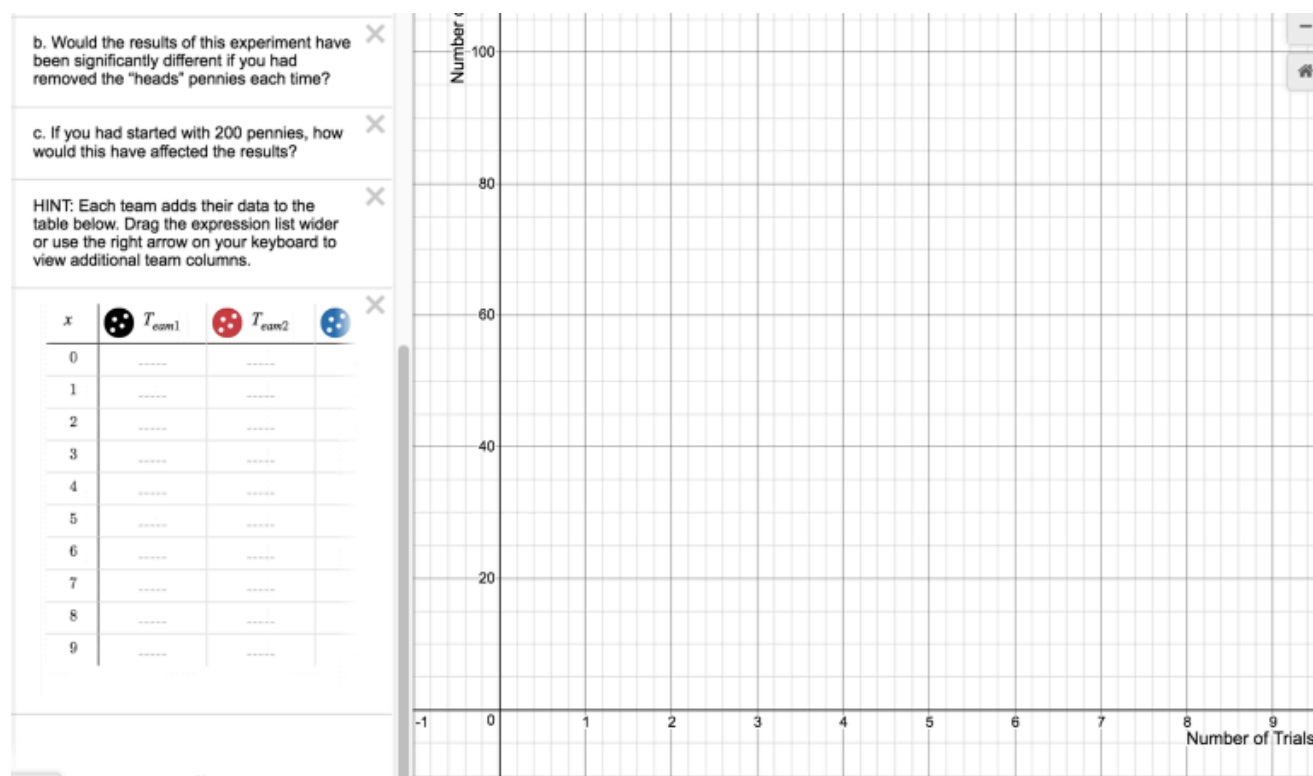 b. Would the results of this experiment have
been significantly different if you had
removed the "heads" pennies each time?
c. If you had started with 200 pennies, how
would this have affected the results?
HINT: Each team adds their data to the
table below. Drag the expression list wider
or use the right arrow on your keyboard to
view additional team columns.
x Team1 Team2
0
1
2
3
4
5
6
7
8
9
Number
100
80
60
40
20
-1 0 1 2 3 4 5 6 7 8 9
Number of Trials